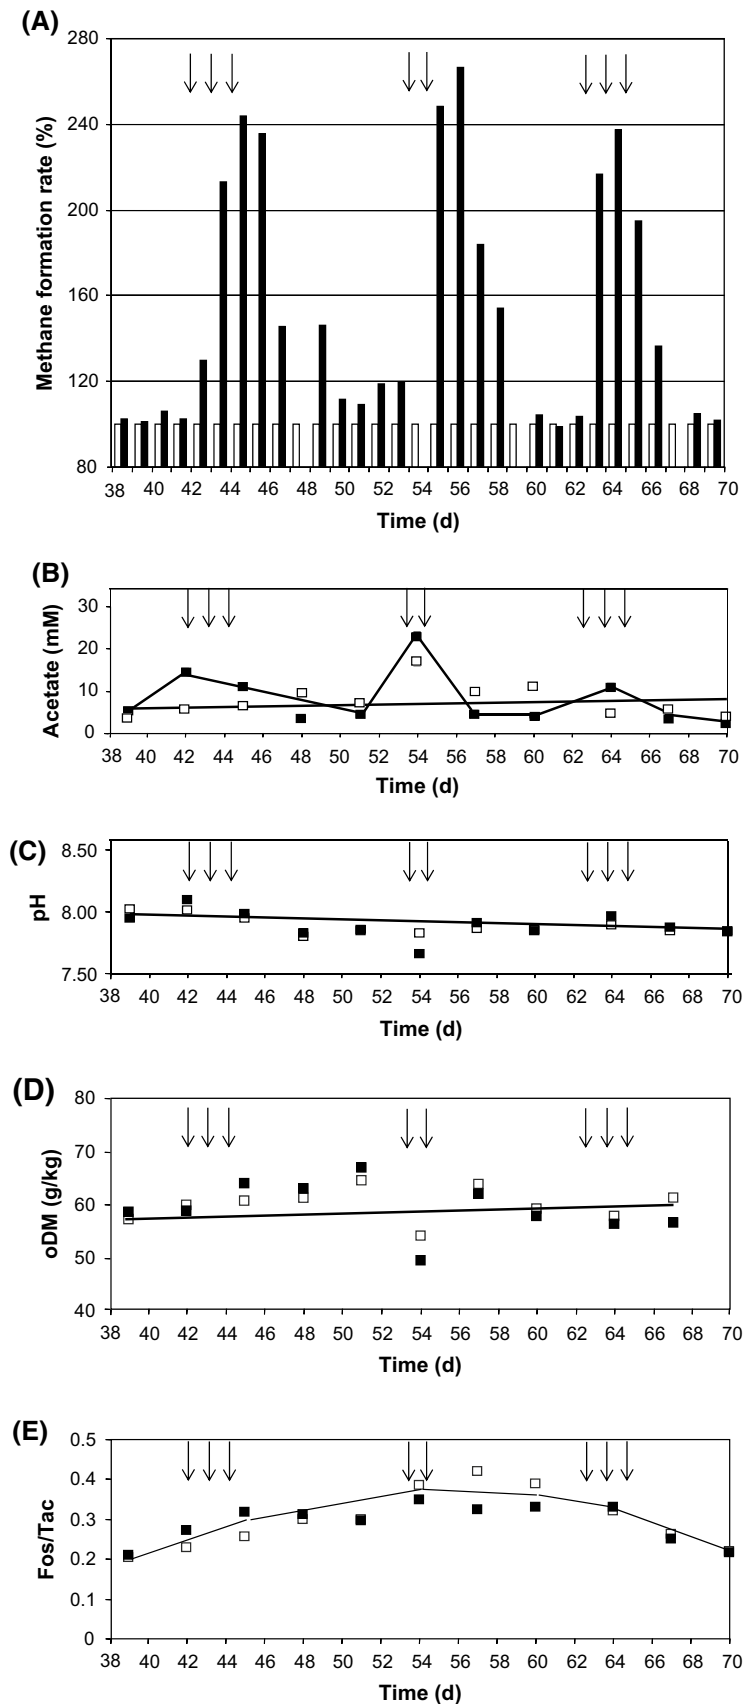 (A)
280
240
200
160
120
80
Methane formation rate (%)
38 40 42 44 46 48 50 52 54 56 58 60 62 64 66 68 70
Time (d)
(B)
30
20
10
0
Acetate (mM)
38 40 42 44 46 48 50 52 54 56 58 60 62 64 66 68 70
Time (d)
(C)
8.50
8.00
7.50
pH
38 40 42 44 46 48 50 52 54 56 58 60 62 64 66 68 70
Time (d)
(D)
80
70
60
50
40
oDM (g/kg)
38 40 42 44 46 48 50 52 54 56 58 60 62 64 66 68 70
Time (d)
(E)
0.5
0.4
0.3
0.2
0.1
0
Fos/Tac
38 40 42 44 46 48 50 52 54 56 58 60 62 64 66 68 70
Time (d)